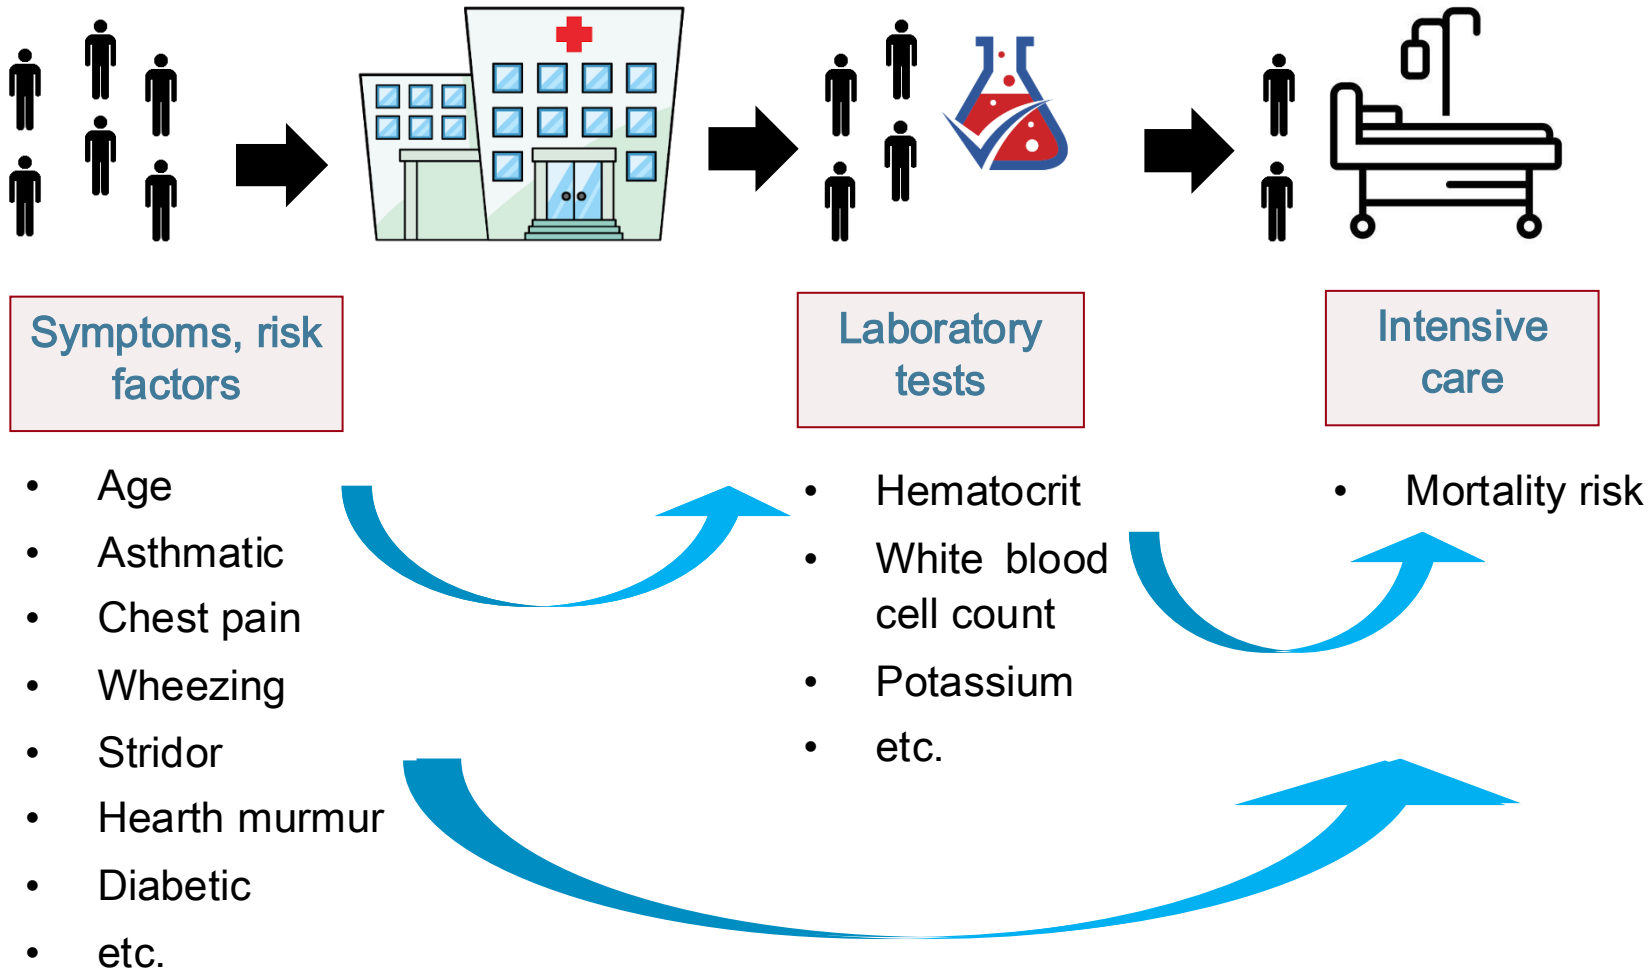 Symptoms, risk
factors
• Age
• Asthmatic
• Chest pain
• Wheezing
• Stridor
• Hearth murmur
• Diabetic
• etc.
Laboratory
tests
• Hematocrit
• White blood
cell count
• Potassium
• etc.
Intensive
care
• Mortality risk